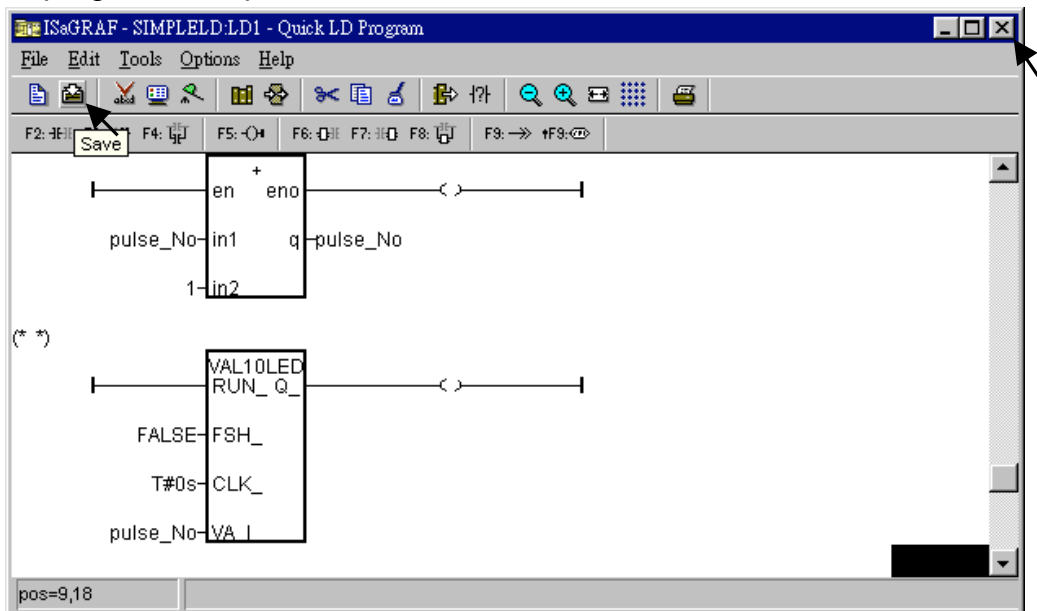 ISaGRAF - SIMPLELD:LD1 - Quick LD Program
File Edit Tools Options Help
F2: F4: F5: F6: F7: F8: F9: F9:
Save
+
en eno
pulse_No in1 q pulse_No
1 in2
(* *)
VAL10LED
RUN_ Q_
FALSE FSH_
T#0s CLK_
pulse_No
pos=9,18